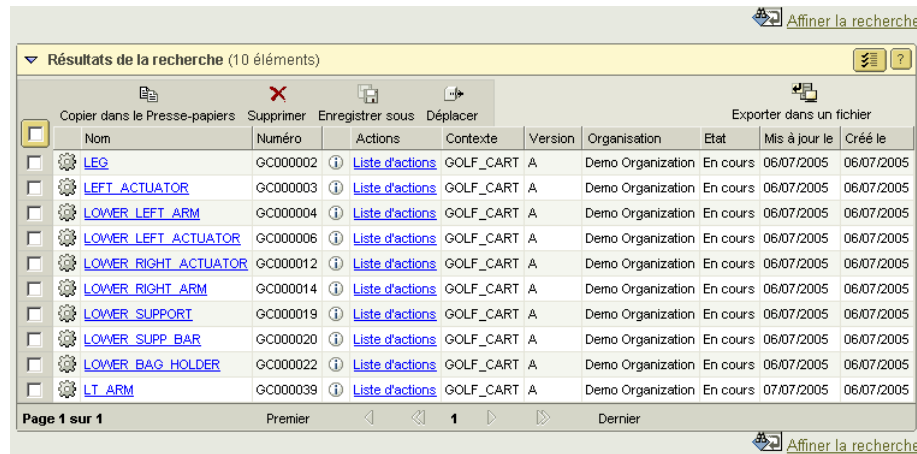 Affiner la recherche
Résultats de la recherche (10 éléments) ?
Copier dans le Presse-papiers Supprimer Enregistrer sous Déplacer Exporter dans un fichier
Nom Numéro Actions Contexte Version Organisation Etat Mis à jour le Créé le
LEG GC000002 Liste d'actions GOLF_CART A Demo Organization En cours 06/07/2005 06/07/2005
LEFT_ACTUATOR GC000003 Liste d'actions GOLF_CART A Demo Organization En cours 06/07/2005 06/07/2005
LOWER_LEFT_ARM GC000004 Liste d'actions GOLF_CART A Demo Organization En cours 06/07/2005 06/07/2005
LOWER_LEFT_ACTUATOR GC000006 Liste d'actions GOLF_CART A Demo Organization En cours 06/07/2005 06/07/2005
LOWER_RIGHT_ACTUATOR GC000012 Liste d'actions GOLF_CART A Demo Organization En cours 06/07/2005 06/07/2005
LOWER_RIGHT_ARM GC000014 Liste d'actions GOLF_CART A Demo Organization En cours 06/07/2005 06/07/2005
LOWER_SUPPORT GC000019 Liste d'actions GOLF_CART A Demo Organization En cours 06/07/2005 06/07/2005
LOWER_SUPP_BAR GC000020 Liste d'actions GOLF_CART A Demo Organization En cours 06/07/2005 06/07/2005
LOWER_BAG_HOLDER GC000022 Liste d'actions GOLF_CART A Demo Organization En cours 06/07/2005 06/07/2005
LT_ARM GC000039 Liste d'actions GOLF_CART A Demo Organization En cours 07/07/2005 06/07/2005
Page 1 sur 1 Premier 1 Dernier
Affiner la recherche